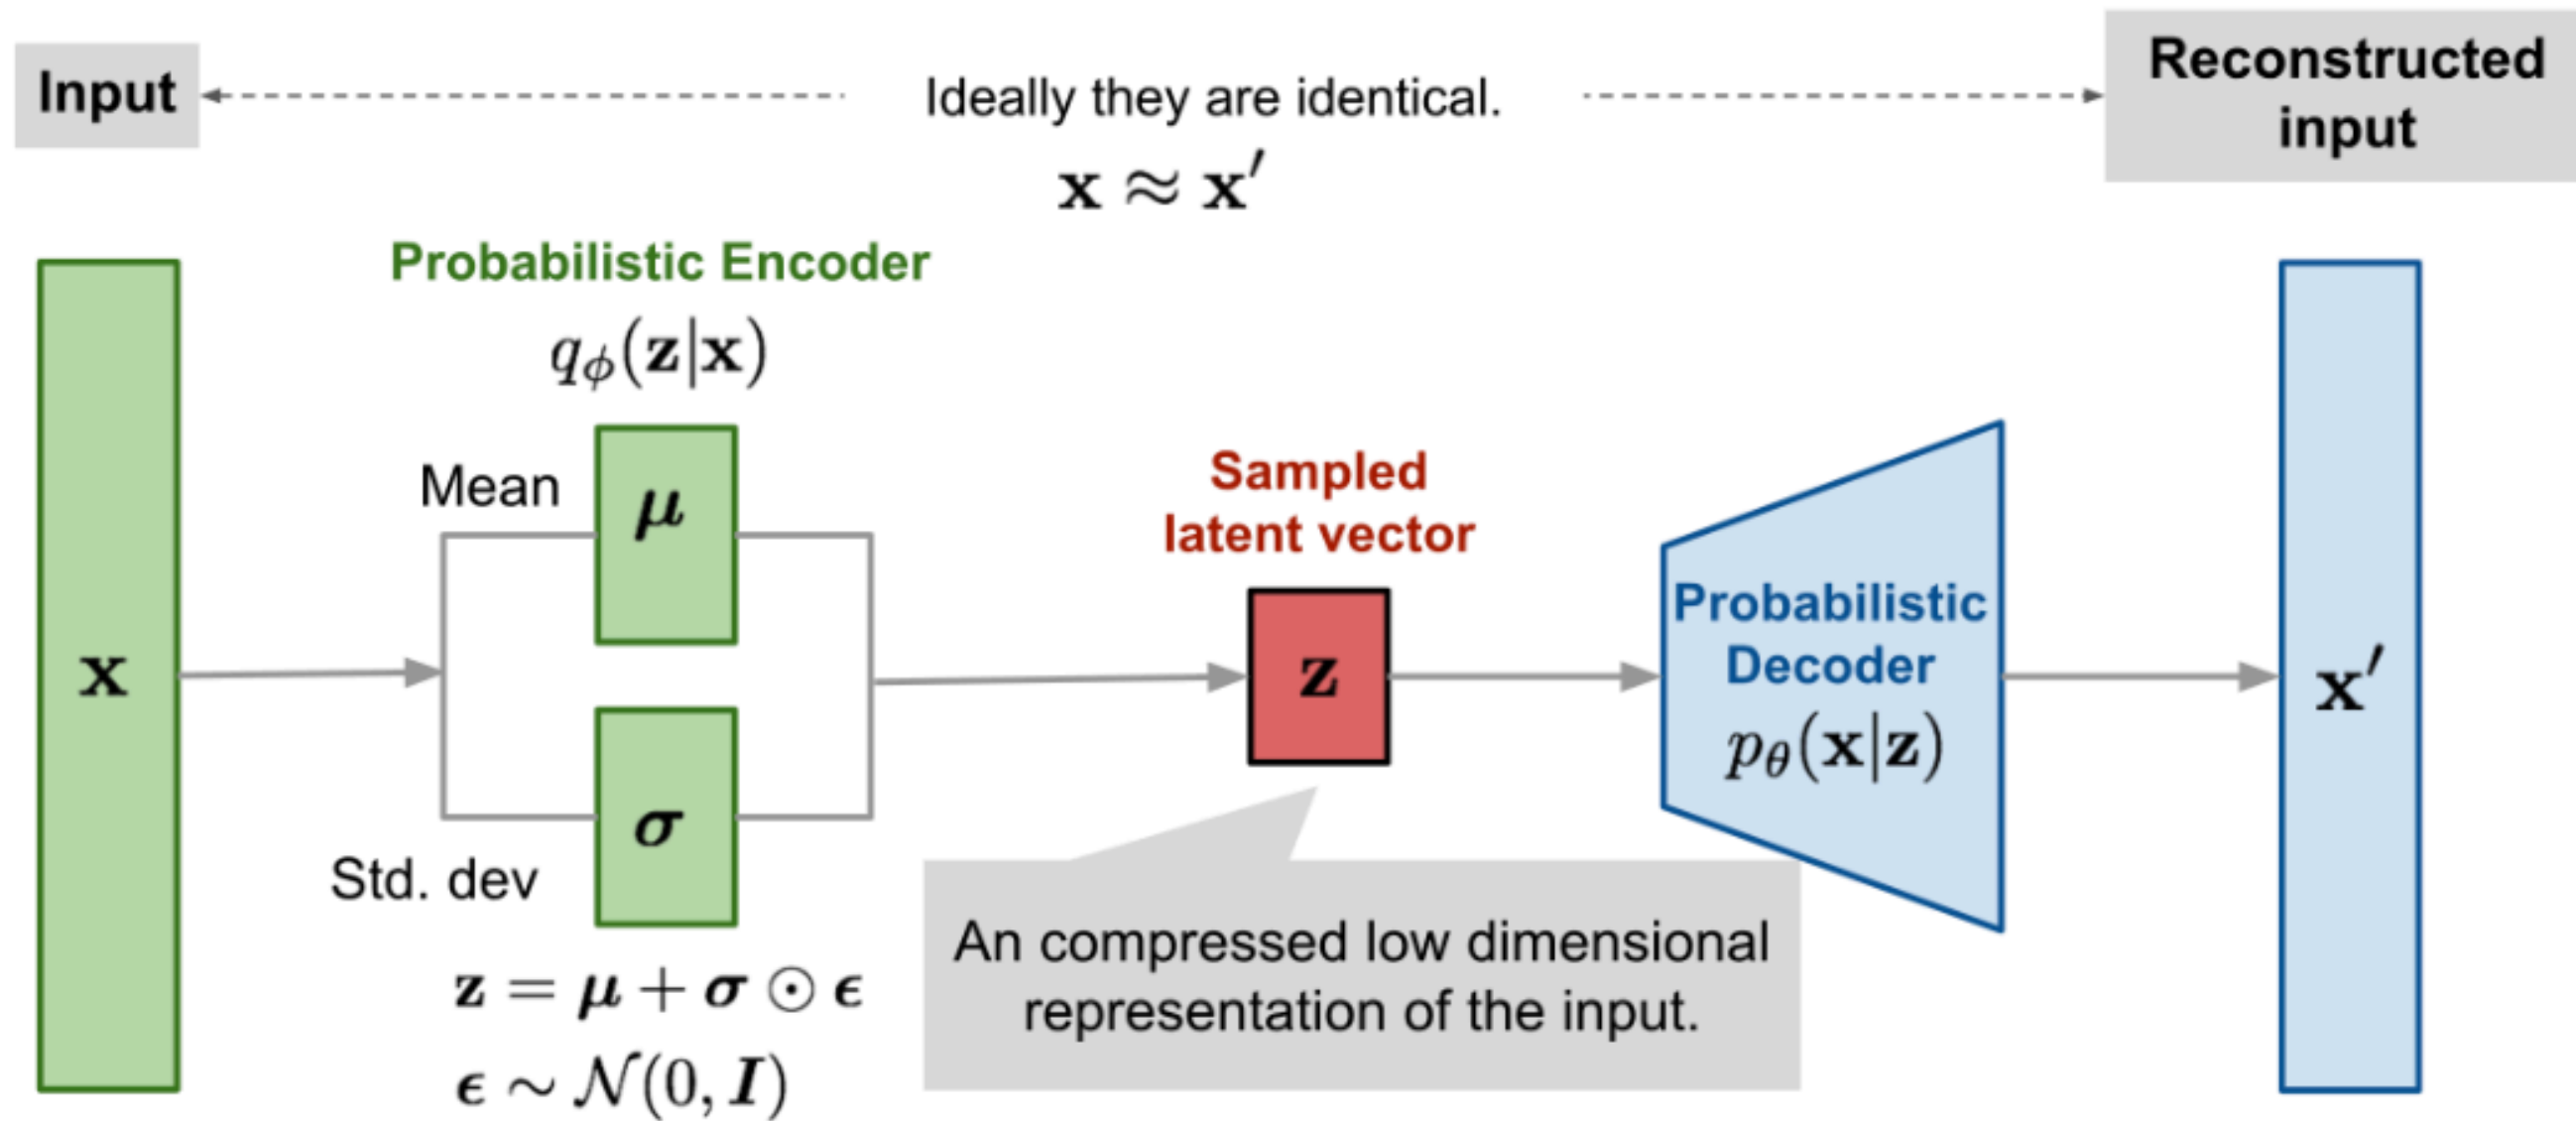 Input
Ideally they are identical.
x ≈ x′
Reconstructed
input
Probabilistic Encoder
qϕ(z|x)
Mean
μ
Std. dev
σ
z = μ + σ ⊙ ϵ
ϵ ∼ 𝒩(0, I)
x
Sampled
latent vector
z
An compressed low dimensional
representation of the input.
Probabilistic
Decoder
pθ(x|z)
x′